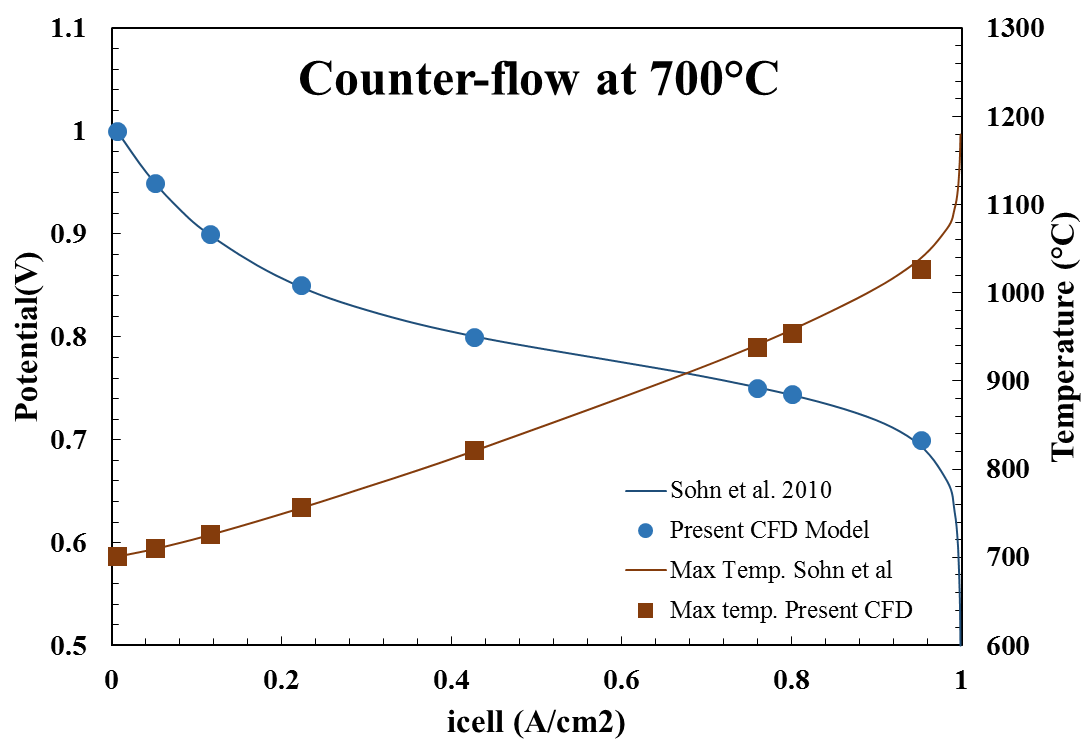 Counter-flow at 700°C
1.1
1
0.9
0.8
0.7
0.6
0.5
Potential(V)
1300
1200
1100
1000
900
800
700
600
Temperature (°C)
Sohn et al. 2010
Present CFD Model
Max Temp. Sohn et al
Max temp. Present CFD
0 0.2 0.4 0.6 0.8 1
icell (A/cm2)